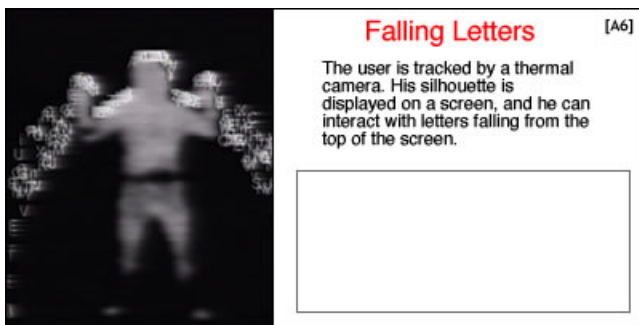 Falling Letters
[A6]
The user is tracked by a thermal
camera. His silhouette is
displayed on a screen, and he can
interact with letters falling from the
top of the screen.